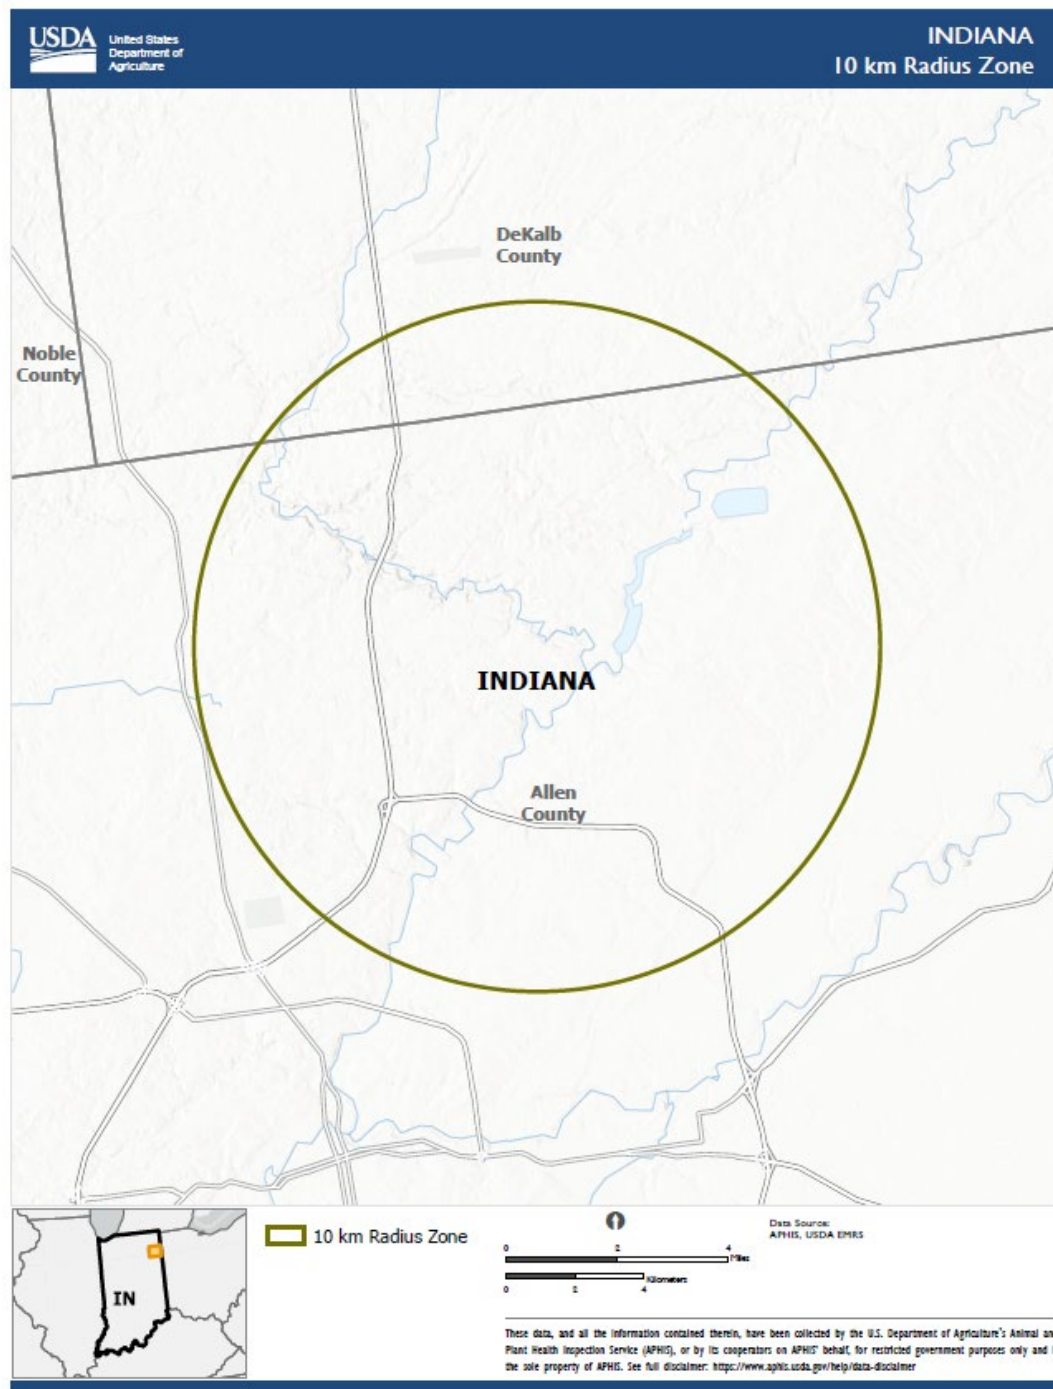 USDA
United States
Department of
Agriculture
INDIANA
10 km Radius Zone
DeKalb
County
Noble
County
INDIANA
Allen
County
IN
10 km Radius Zone
0 2 4
Miles
Kilometers
0 2 4
Data Source:
APHIS, USDA EMRS
These data, and all the information contained therein, have been collected by the U.S. Department of Agriculture's Animal an
Plant Health Inspection Service (APHIS), or by its cooperators on APHIS' behalf, for restricted government purposes only and
the sole property of APHIS. See full disclaimer: https://www.aphis.usda.gov/help/data-disclaimer